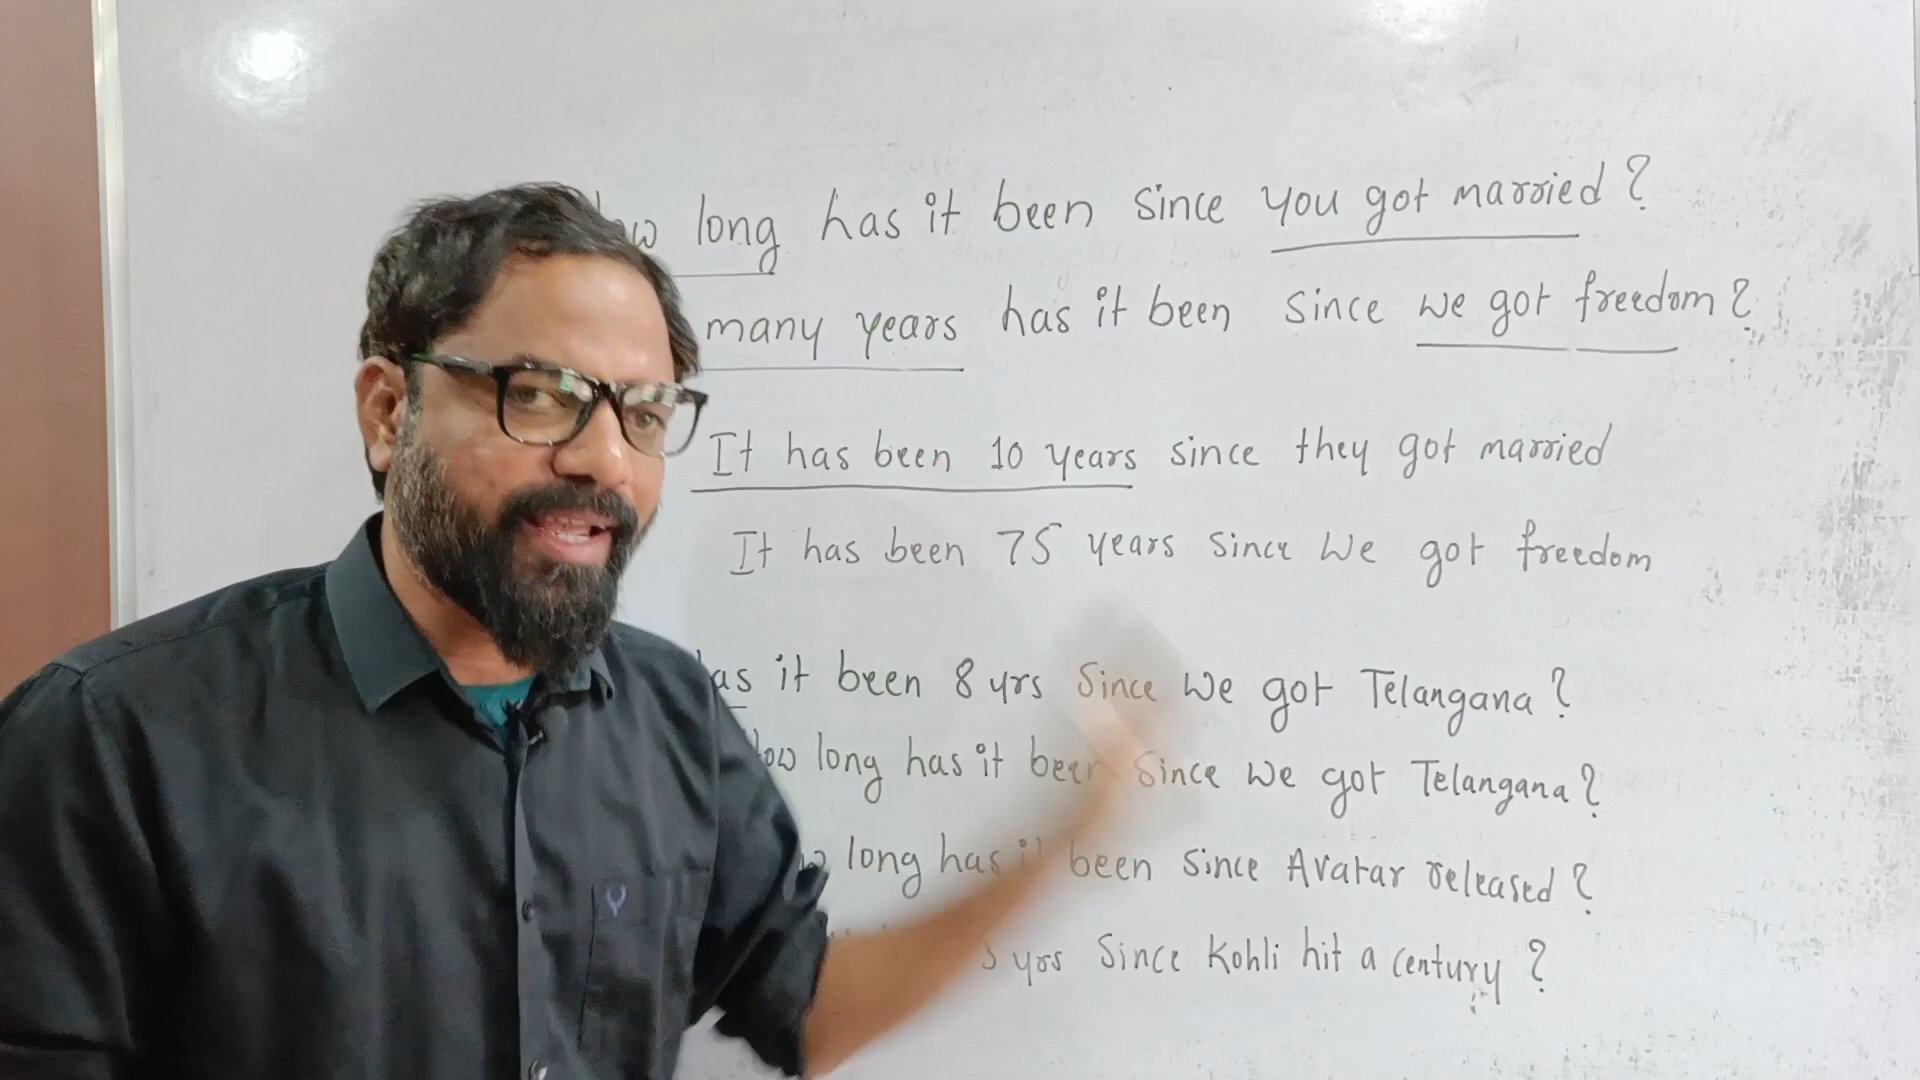 long has it been since you got married?
many years has it been since we got freedom?
It has been 10 years since they got married
It has been 75 years since We got freedom
it been 8 yrs Since We got Telangana?
long has it been Since We got Telangana?
long has it been since Avatar released?
3 yrs Since Kohli hit a century?